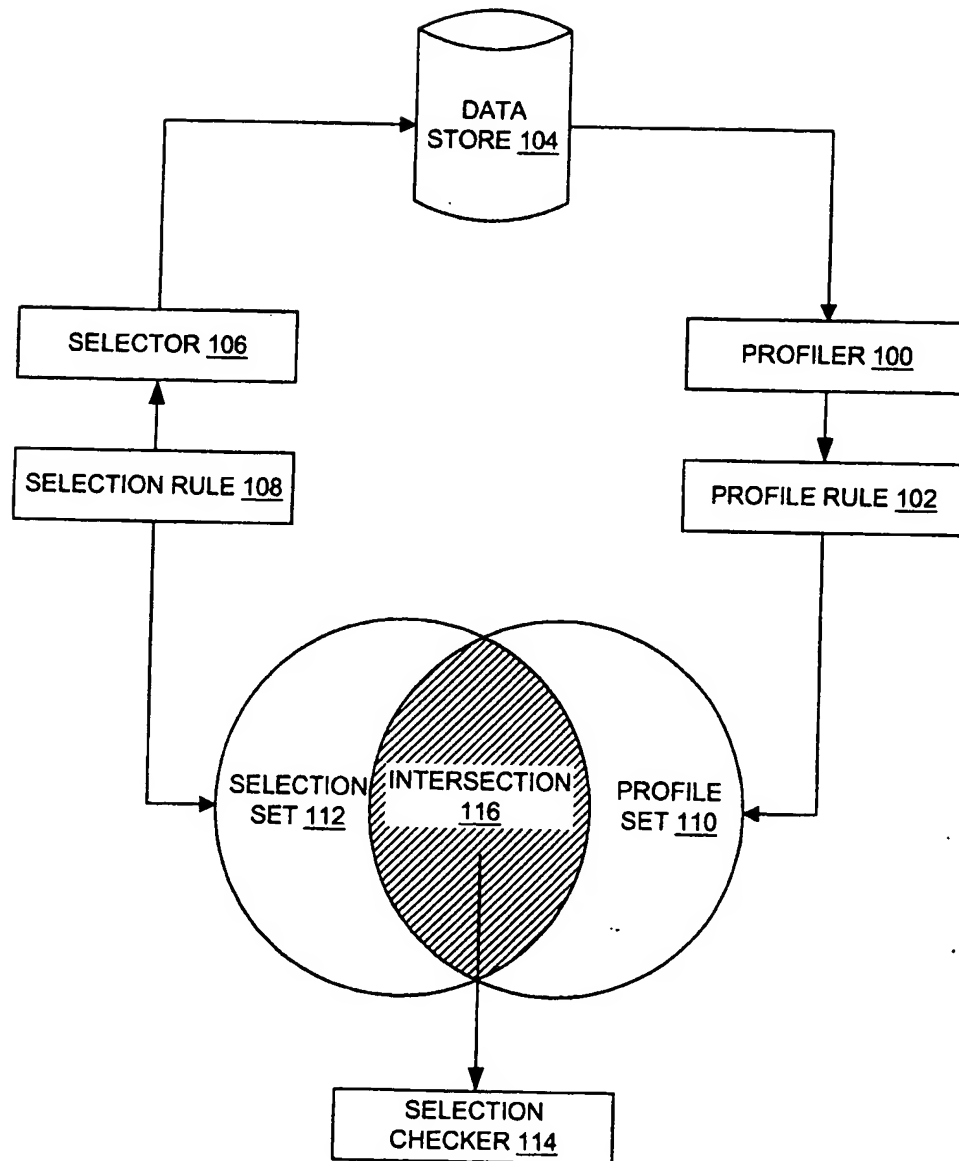 DATA
STORE 104
SELECTOR 106
PROFILER 100
SELECTION RULE 108
PROFILE RULE 102
SELECTION
SET 112
INTERSECTION
116
PROFILE
SET 110
SELECTION
CHECKER 114